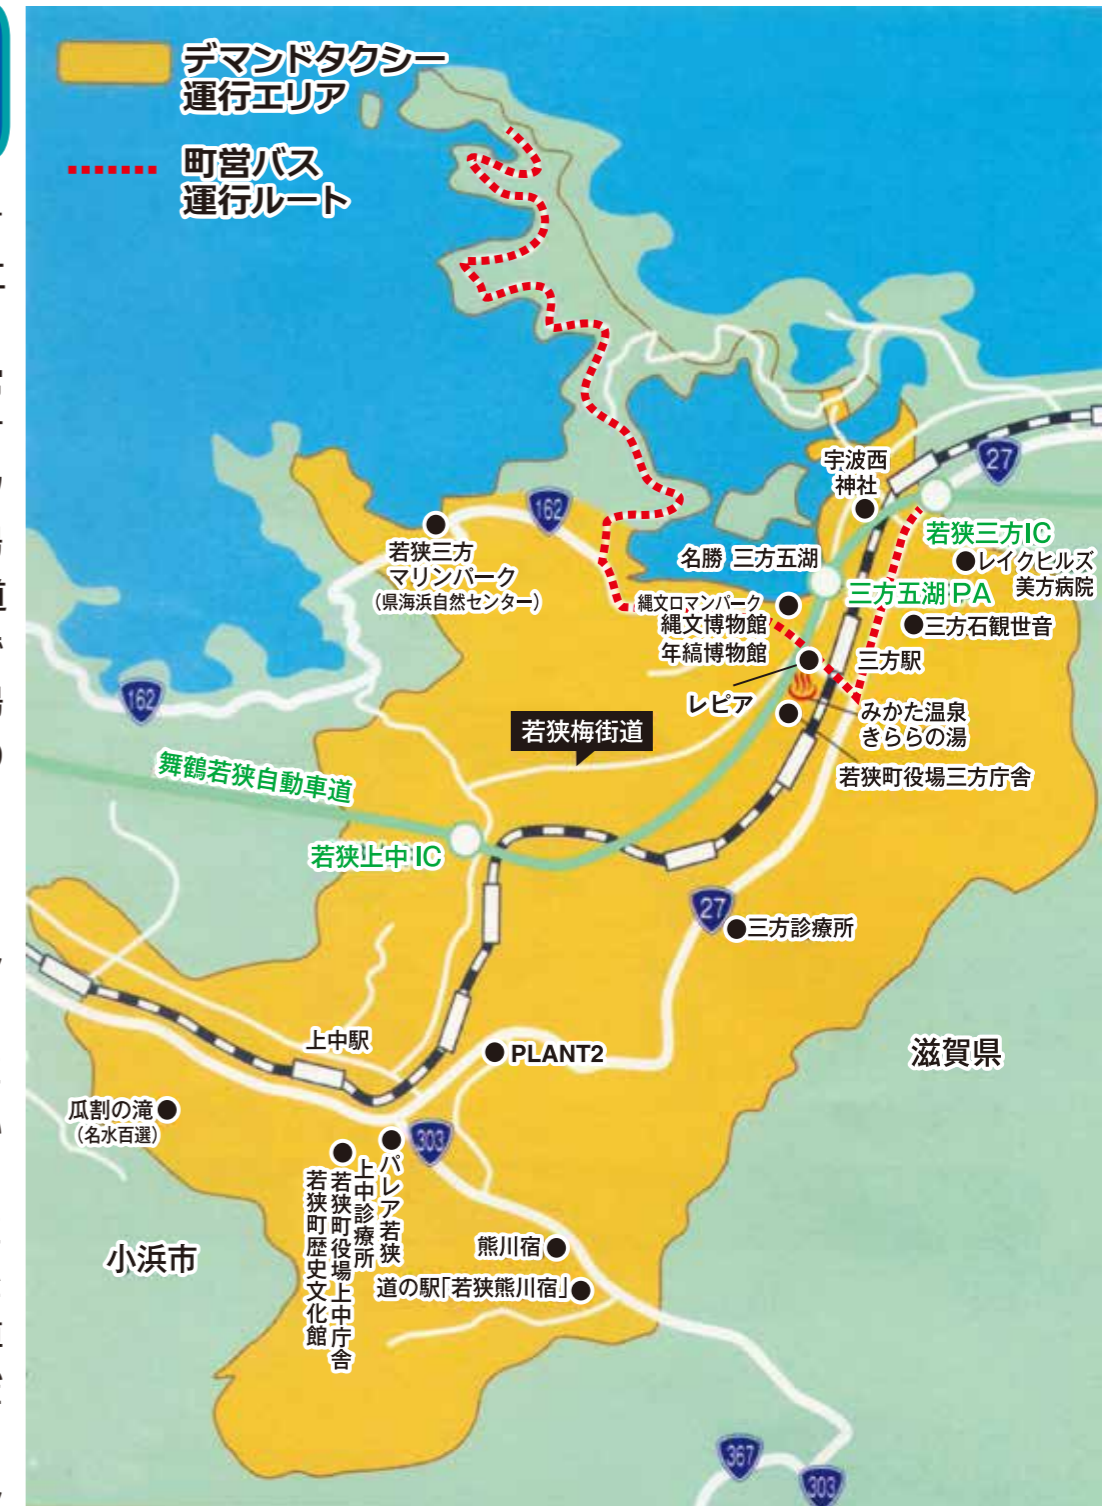 デマンドタクシー
運行エリア
町営バス
運行ルート
宇波西
神社
27
162
若狭三方
マリンパーク
（県海浜自然センター）
名勝 三方五湖
若狭三方IC
レイクヒルズ
美方病院
三方五湖PA
縄文ロマンパーク
縄文博物館
年縞博物館
三方石観世音
三方駅
レピア
みかた温泉
きららの湯
162
若狭梅街道
若狭町役場三方庁舎
舞鶴若狭自動車道
若狭上中IC
27
三方診療所
上中駅
PLANT2
滋賀県
瓜割の滝
（名水百選）
303
パレア若狭
上中診療所
若狭町役場上中庁舎
若狭町歴史文化館
小浜市
熊川宿
道の駅「若狭熊川宿」
367
303